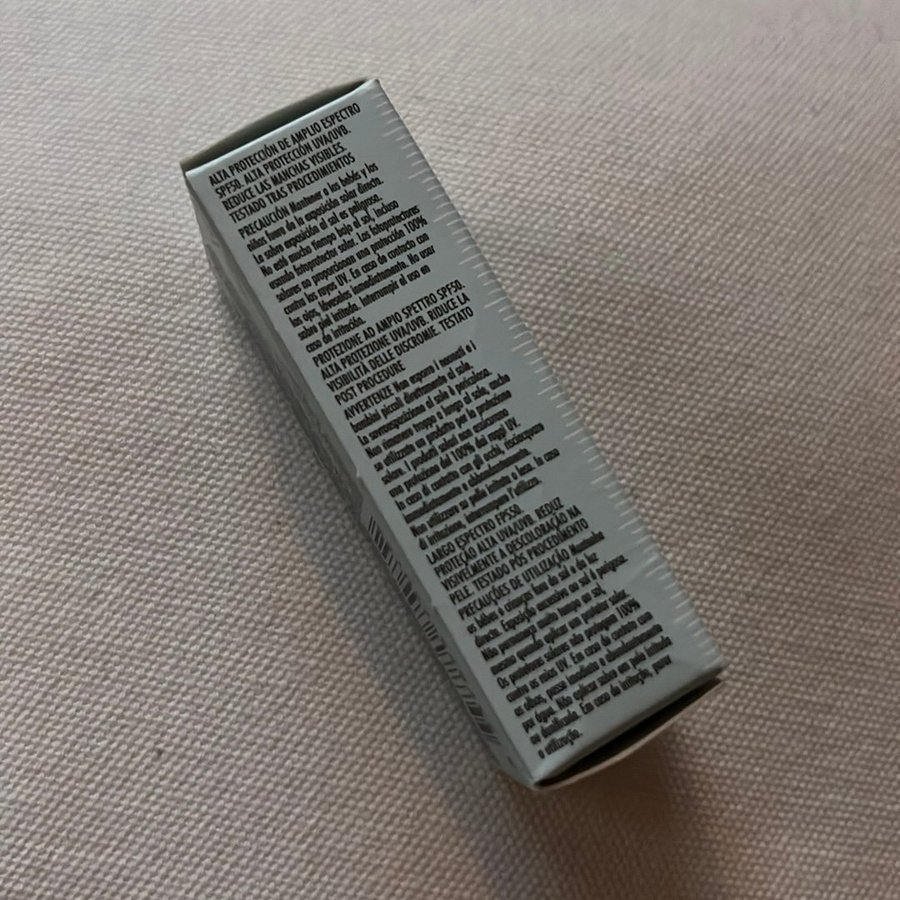 ALTA PROTECCIÓN DE AMPLIO ESPECTRO
SPF50. ALTA PROTECCIÓN UVA/UVB.
REDUCE LAS MANCHAS VISIBLES.
TESTADO TRAS PROCEDIMIENTOS
PRECAUCIÓN Mantener a los bebés y los
niños fuera de la exposición solar directa.
La sobre exposición al sol es peligrosa.
No esté mucho tiempo bajo el sol, incluso
usando fotoprotector solar. Los fotoprotectores
solares no proporcionan una protección 100%
contra los rayos UV. En caso de contacto con
los ojos, láveselos inmediatamente. No usar
sobre piel irritada. Interrumpir el uso en
caso de irritación.
PROTEZIONE AD AMPIO SPETTRO SPF50.
ALTA PROTEZIONE UVA/UVB. RIDUCE LA
VISIBILITÀ DELLE DISCROMIE. TESTATO
POST PROCEDURE
AVVERTENZE Non esporre i neonati e i
bambini piccoli direttamente al sole.
La sovraesposizione al sole è pericolosa.
Non rimanere troppo a lungo al sole, anche
se utilizzate un prodotto per la protezione
solare. I prodotti solari non assicurano
una protezione del 100% dai raggi UV.
In caso di contatto con gli occhi, risciacquare
immediatamente e abbondantemente.
Non utilizzare su pelle irritata o lesa. In caso
di irritazione, interrompere l'utilizzo.
LARGO ESPECTRO FPS50.
PROTEÇÃO ALTA UVA/UVB. REDUZ
VISIVELMENTE A DESCOLORAÇÃO NA
PELE. TESTADO PÓS PROCEDIMENTO
PRECAUÇÕES DE UTILIZAÇÃO Mantenha
os bébes e crianças fora do sol e da luz
directa. Exposição excessiva ao sol é perigosa.
Não permaneça muito tempo ao sol,
mesmo quando aplicar um protetor solar.
Os protetores solares não protegem 100%
contra os raios UV. Em caso de contato com
os olhos, passe imediata e abundantemente
por água. Não aplicar sobre um pele irritada
ou danificada. Em caso de irritação, parar
a utilização.